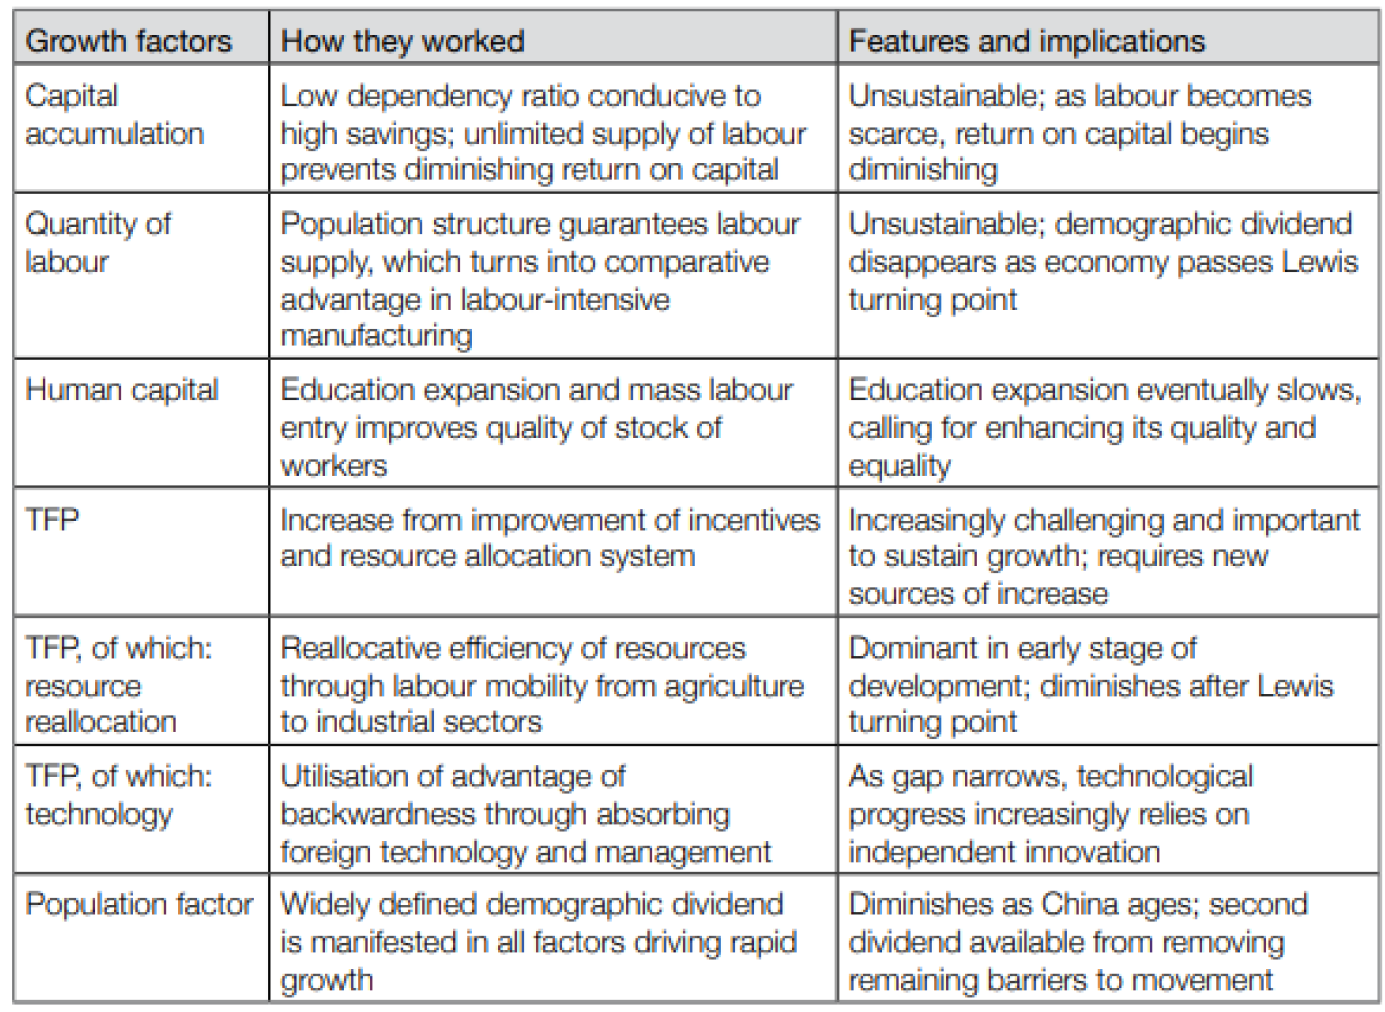 Growth factors
How they worked
Features and implications
Capital
accumulation
Low dependency ratio conducive to
high savings; unlimited supply of labour
prevents diminishing return on capital
Unsustainable; as labour becomes
scarce, return on capital begins
diminishing
Quantity of
labour
Population structure guarantees labour
supply, which turns into comparative
advantage in labour-intensive
manufacturing
Unsustainable; demographic dividend
disappears as economy passes Lewis
turning point
Human capital
Education expansion and mass labour
entry improves quality of stock of
workers
Education expansion eventually slows,
calling for enhancing its quality and
equality
TFP
Increase from improvement of incentives
and resource allocation system
Increasingly challenging and important
to sustain growth; requires new
sources of increase
TFP, of which:
resource
reallocation
Reallocative efficiency of resources
through labour mobility from agriculture
to industrial sectors
Dominant in early stage of
development; diminishes after Lewis
turning point
TFP, of which:
technology
Utilisation of advantage of
backwardness through absorbing
foreign technology and management
As gap narrows, technological
progress increasingly relies on
independent innovation
Population factor
Widely defined demographic dividend
is manifested in all factors driving rapid
growth
Diminishes as China ages; second
dividend available from removing
remaining barriers to movement